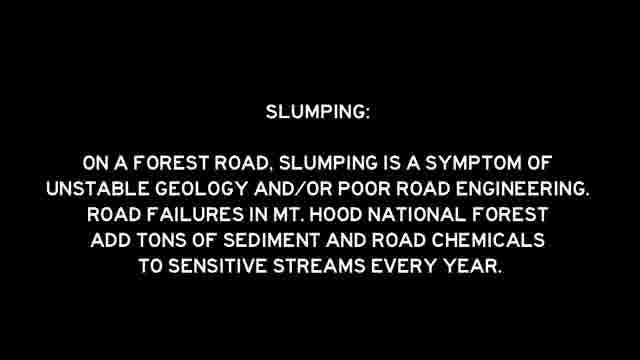 SLUMPING:
ON A FOREST ROAD, SLUMPING IS A SYMPTOM OF
UNSTABLE GEOLOGY AND/OR POOR ROAD ENGINEERING.
ROAD FAILURES IN MT. HOOD NATIONAL FOREST
ADD TONS OF SEDIMENT AND ROAD CHEMICALS
TO SENSITIVE STREAMS EVERY YEAR.